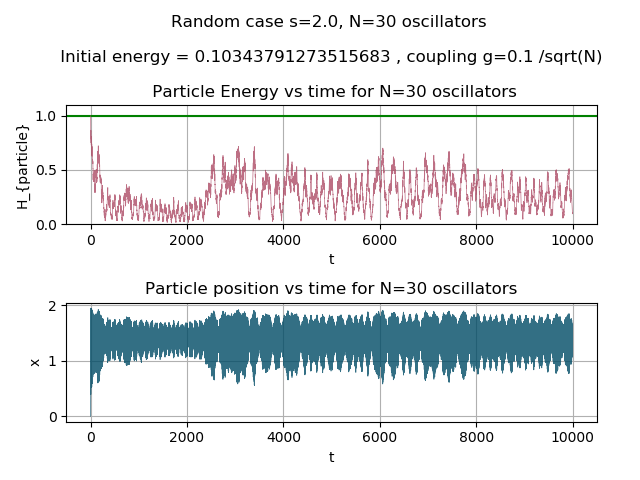 Random case s=2.0, N=30 oscillators
Initial energy = 0.10343791273515683 , coupling g=0.1 /sqrt(N)
Particle Energy vs time for N=30 oscillators
H_{particle}
1.0
0.5
0.0
0 2000 4000 6000 8000 10000
t
Particle position vs time for N=30 oscillators
x
2
1
0
0 2000 4000 6000 8000 10000
t